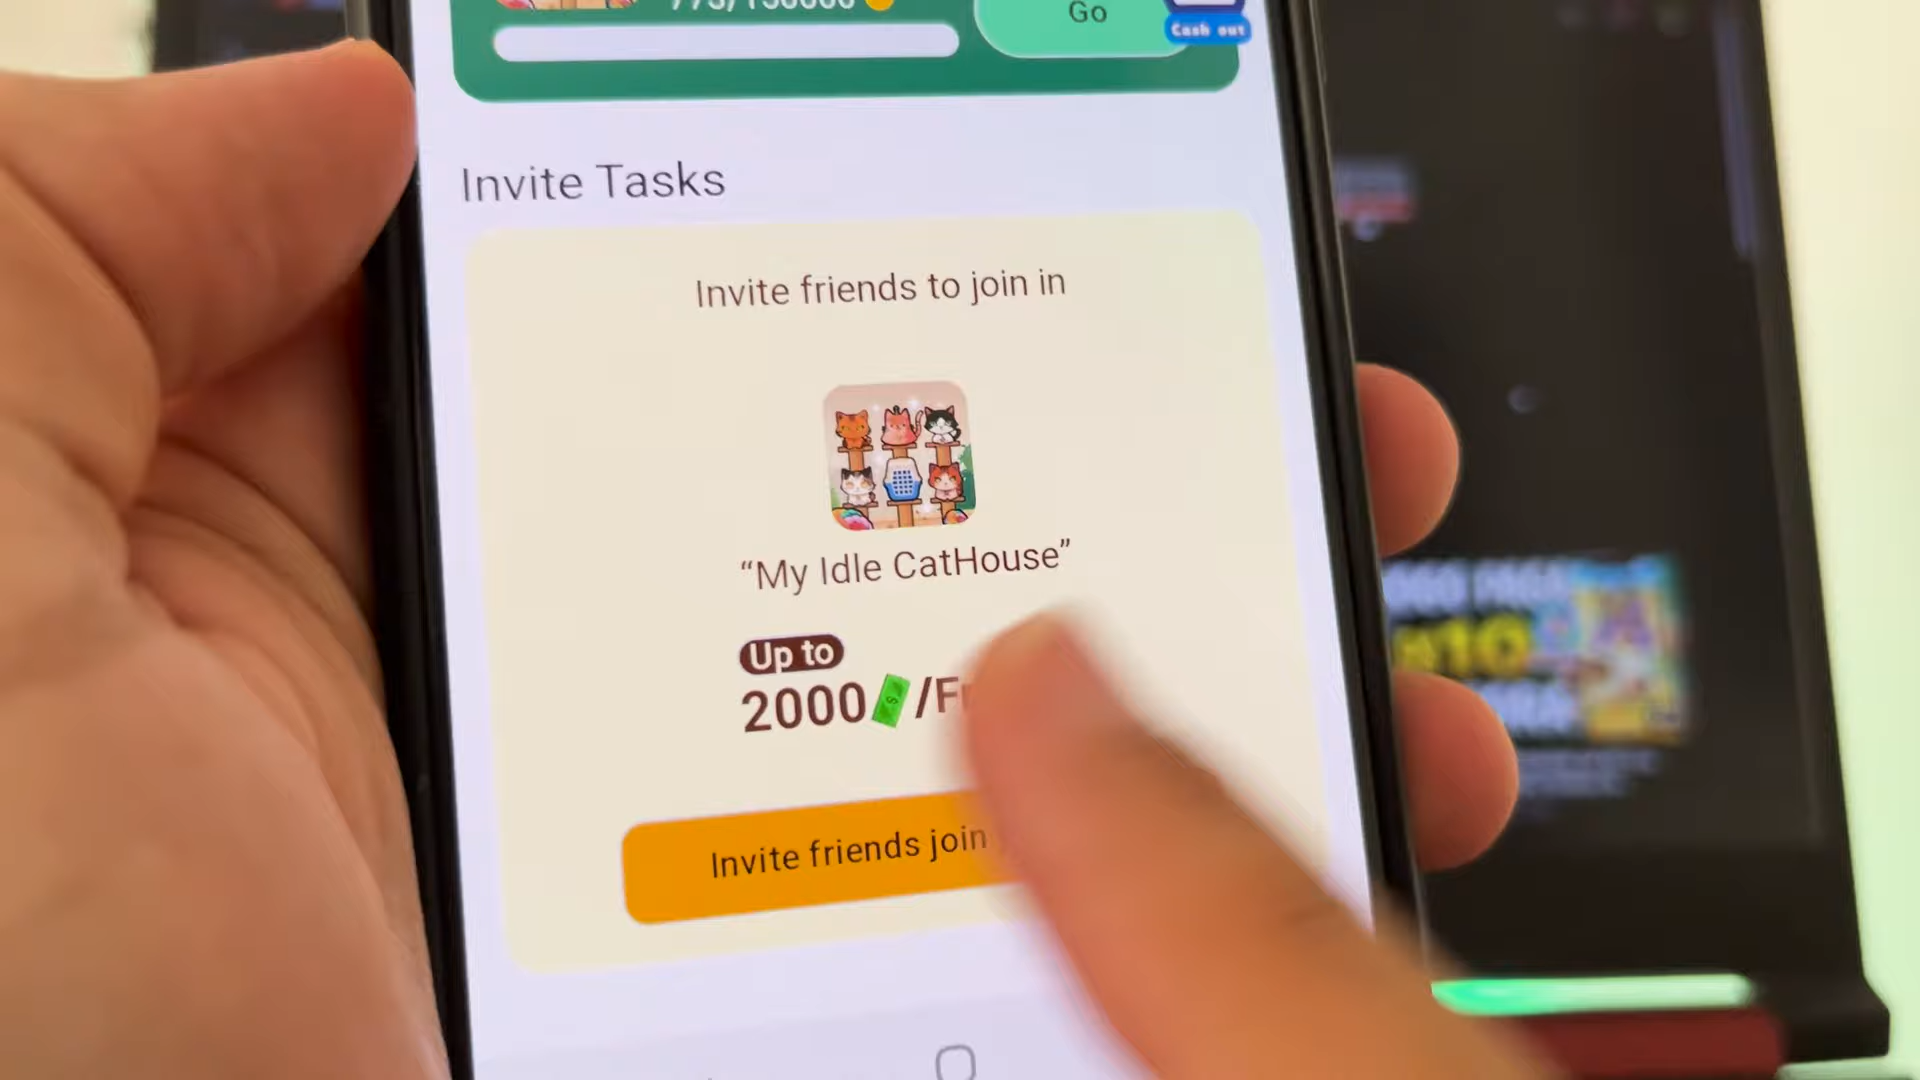 Go
Cash out
Invite Tasks
Invite friends to join in
“My Idle CatHouse”
Up to
2000 /
Invite friends join